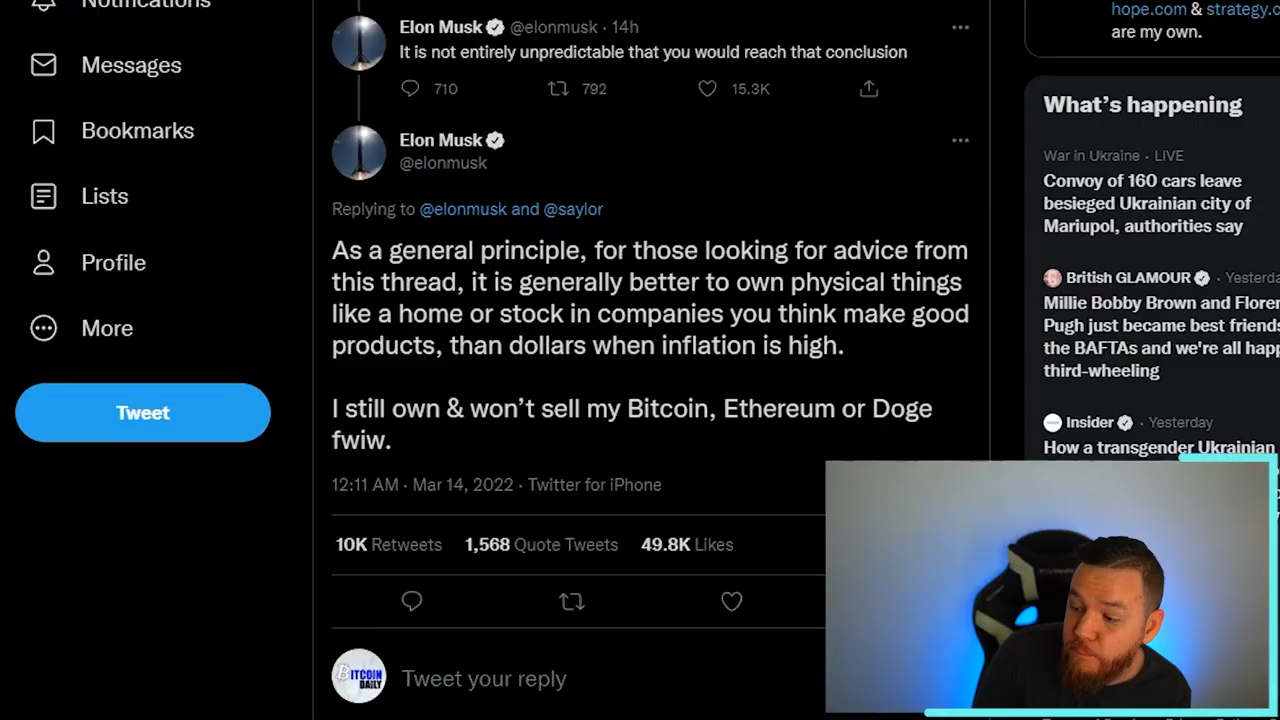 Notifications
Messages
Bookmarks
Lists
Profile
More
Tweet
Elon Musk @elonmusk · 14h
It is not entirely unpredictable that you would reach that conclusion
710 792 15.3K
Elon Musk
@elonmusk
Replying to @elonmusk and @saylor
As a general principle, for those looking for advice from
this thread, it is generally better to own physical things
like a home or stock in companies you think make good
products, than dollars when inflation is high.
I still own & won't sell my Bitcoin, Ethereum or Doge
fwiw.
12:11 AM · Mar 14, 2022 · Twitter for iPhone
10K Retweets 1,568 Quote Tweets 49.8K Likes
BITCOIN
DAILY
Tweet your reply
hope.com & strategy.c
are my own.
What's happening
War in Ukraine · LIVE
Convoy of 160 cars leave
besieged Ukrainian city of
Mariupol, authorities say
British GLAMOUR · Yesterda
Millie Bobby Brown and Floren
Pugh just became best friends
the BAFTAs and we're all happ
third-wheeling
Insider · Yesterday
How a transgender Ukrainian